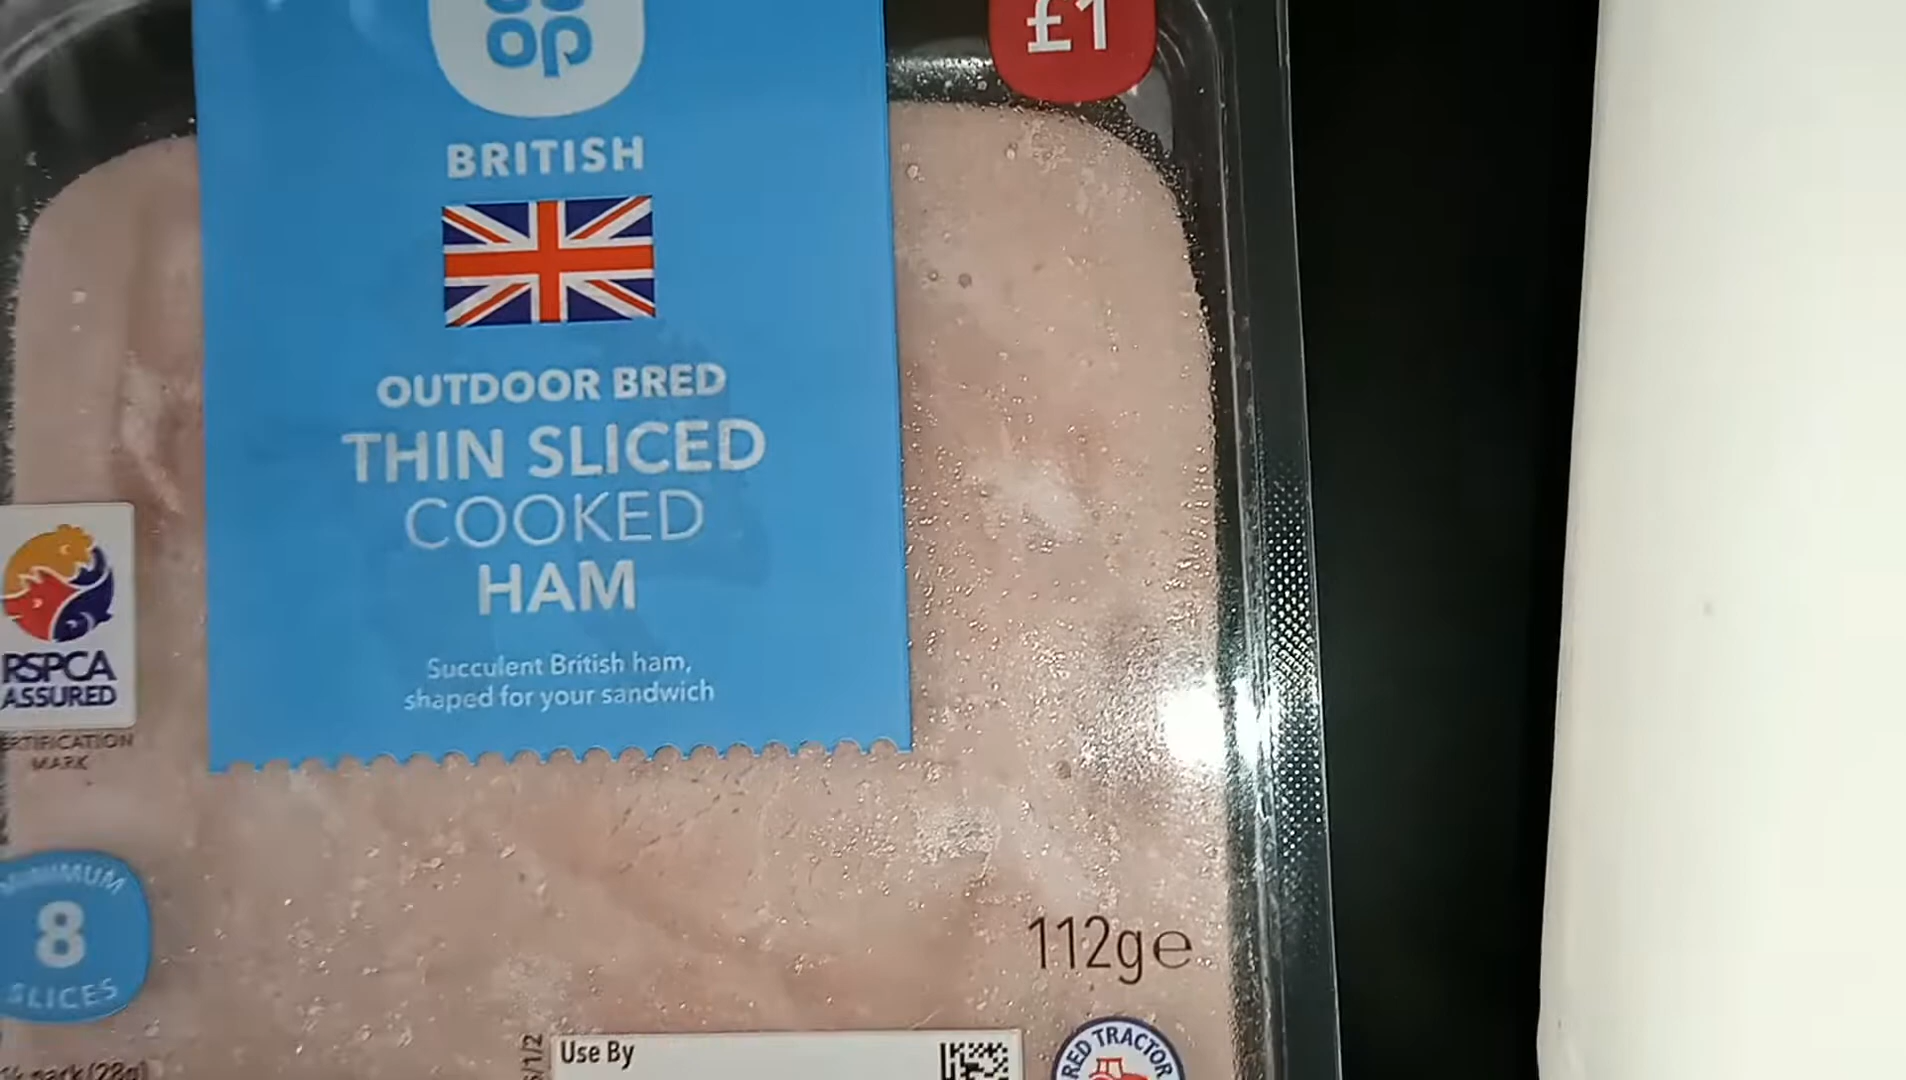 op
£1
BRITISH
OUTDOOR BRED
THIN SLICED
COOKED
HAM
Succulent British ham,
shaped for your sandwich
RSPCA
ASSURED
MARK
MINIMUM
8
SLICES
112g℮
Use By
RED TRACTOR